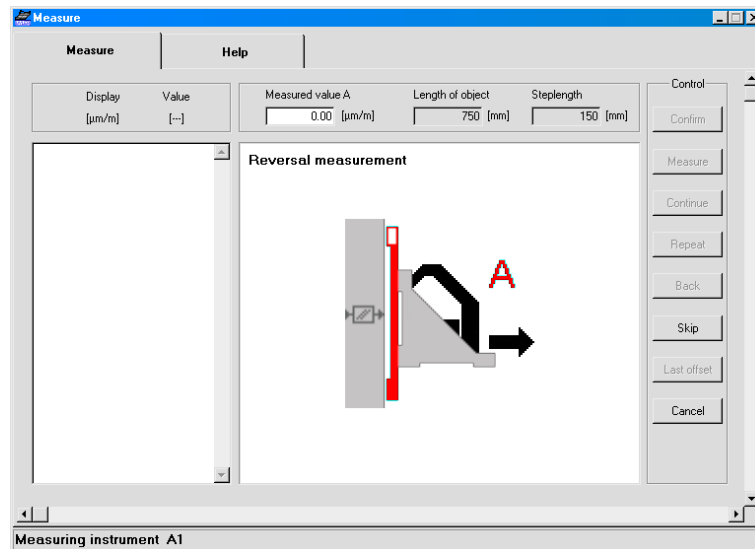 Measure
Measure
Help
Display Value
[µm/m] [---]
Measured value A Length of object Steplength
0.00 [µm/m] 750 [mm] 150 [mm]
Control
Confirm
Measure
Continue
Repeat
Back
Skip
Last offset
Cancel
Reversal measurement
A
Measuring instrument A1